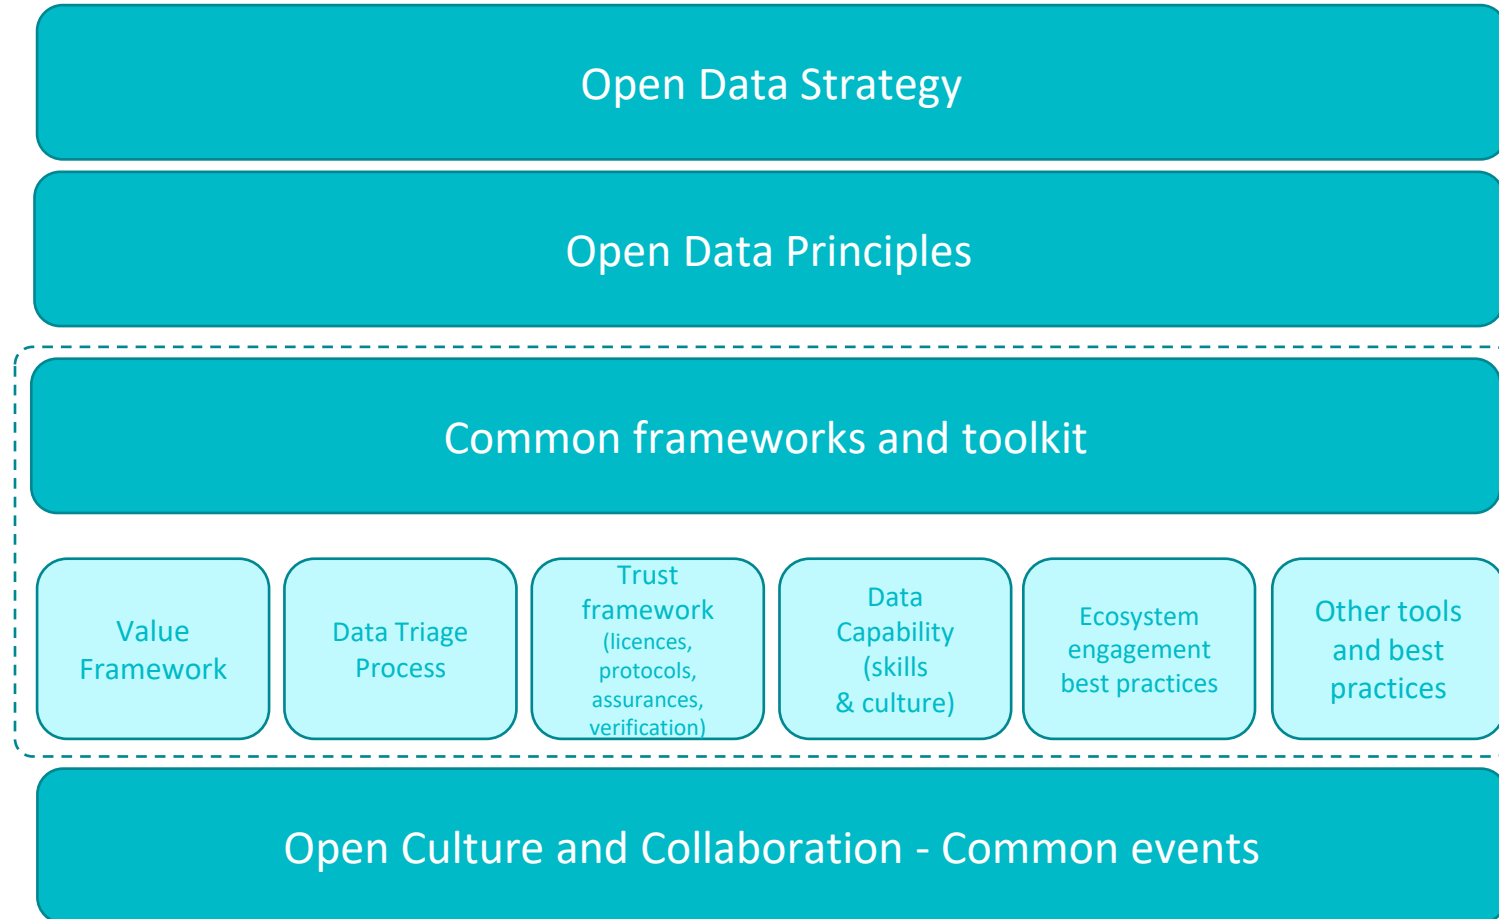 Open Data Strategy
Open Data Principles
Common frameworks and toolkit
Value
Framework
Data Triage
Process
Trust
framework
(licences,
protocols,
assurances,
verification)
Data
Capability
(skills
& culture)
Ecosystem
engagement
best practices
Other tools
and best
practices
Open Culture and Collaboration - Common events